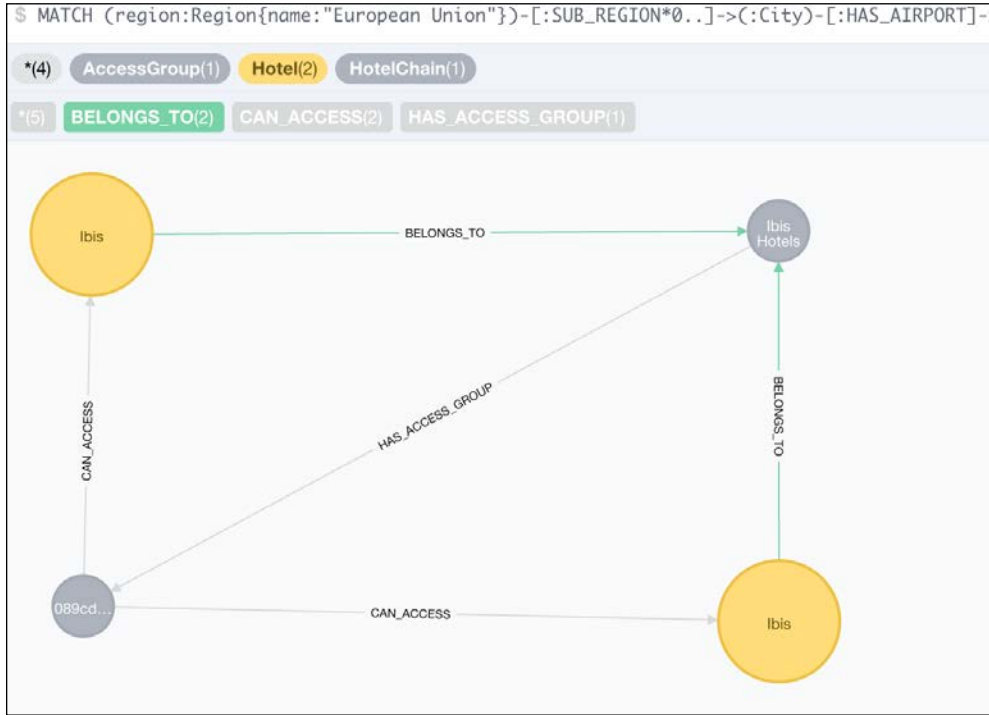 $ MATCH (region:Region{name:"European Union"})-[:SUB_REGION*0..]->(:City)-[:HAS_AIRPORT]-
*(4) AccessGroup(1) Hotel(2) HotelChain(1)
*(5) BELONGS_TO(2) CAN_ACCESS(2) HAS_ACCESS_GROUP(1)
Ibis
BELONGS_TO
Ibis
Hotels
HAS_ACCESS_GROUP
CAN_ACCESS
BELONGS_TO
089cd...
CAN_ACCESS
Ibis